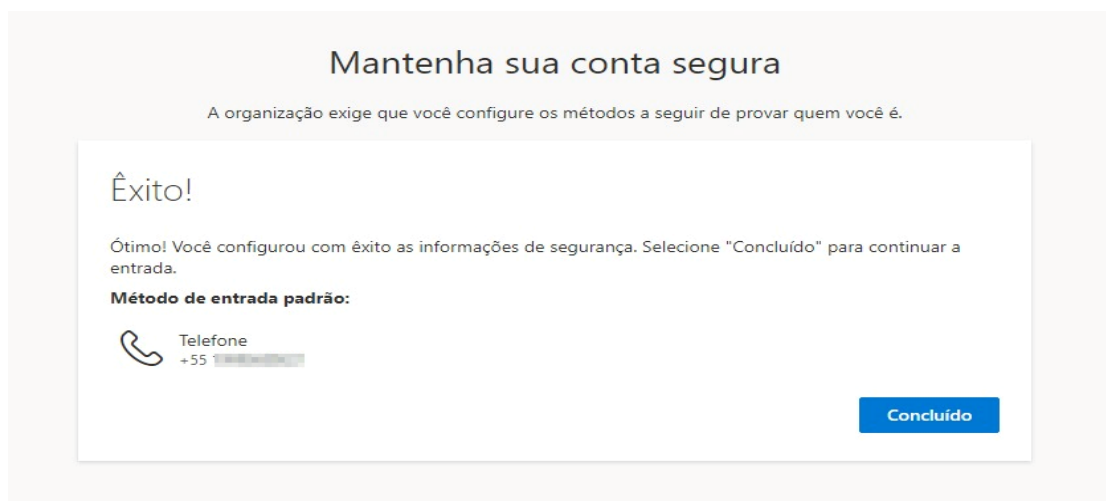 Mantenha sua conta segura
A organização exige que você configure os métodos a seguir de provar quem você é.
Êxito!
Ótimo! Você configurou com êxito as informações de segurança. Selecione "Concluído" para continuar a
entrada.
Método de entrada padrão:
Telefone
+55
Concluído